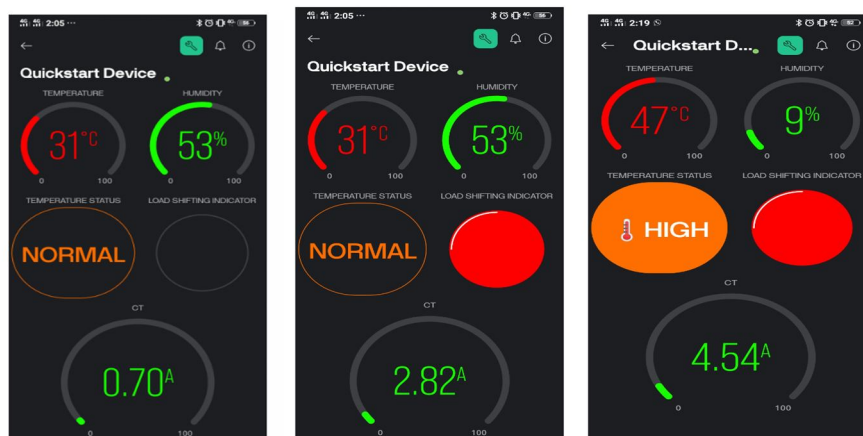 2:05 ...
56
Quickstart Device
TEMPERATURE
HUMIDITY
31°C
53%
0
100
0
100
TEMPERATURE STATUS
LOAD SHIFTING INDICATOR
NORMAL
CT
0.70A
0
100
2:05 ...
56
Quickstart Device
TEMPERATURE
HUMIDITY
31°C
53%
0
100
0
100
TEMPERATURE STATUS
LOAD SHIFTING INDICATOR
NORMAL
CT
2.82A
0
100
2:19
Quickstart D...
TEMPERATURE
HUMIDITY
47°C
9%
0
100
0
100
TEMPERATURE STATUS
LOAD SHIFTING INDICATOR
HIGH
CT
4.54A
0
100